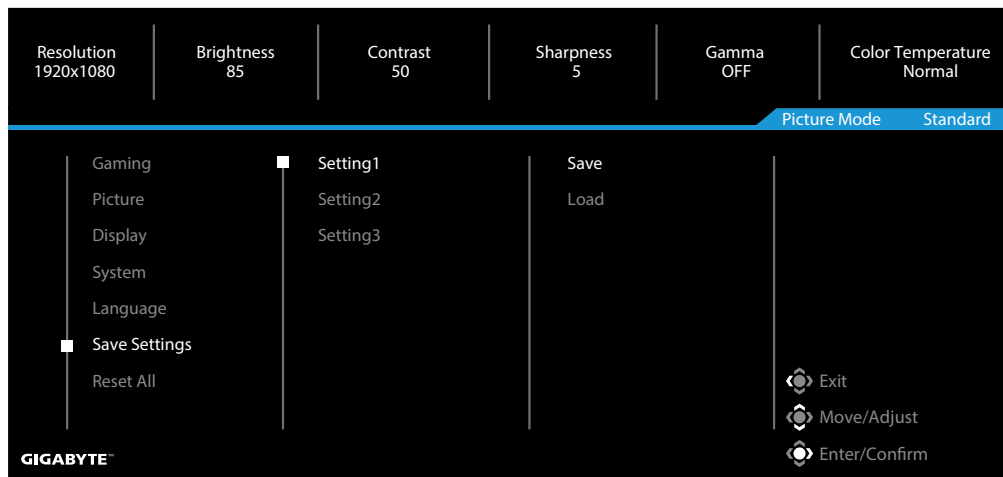 Resolution
1920x1080
Brightness
85
Contrast
50
Sharpness
5
Gamma
OFF
Color Temperature
Normal
Picture Mode Standard
Gaming
Picture
Display
System
Language
Save Settings
Reset All
Setting1
Setting2
Setting3
Save
Load
Exit
Move/Adjust
Enter/Confirm
GIGABYTE™